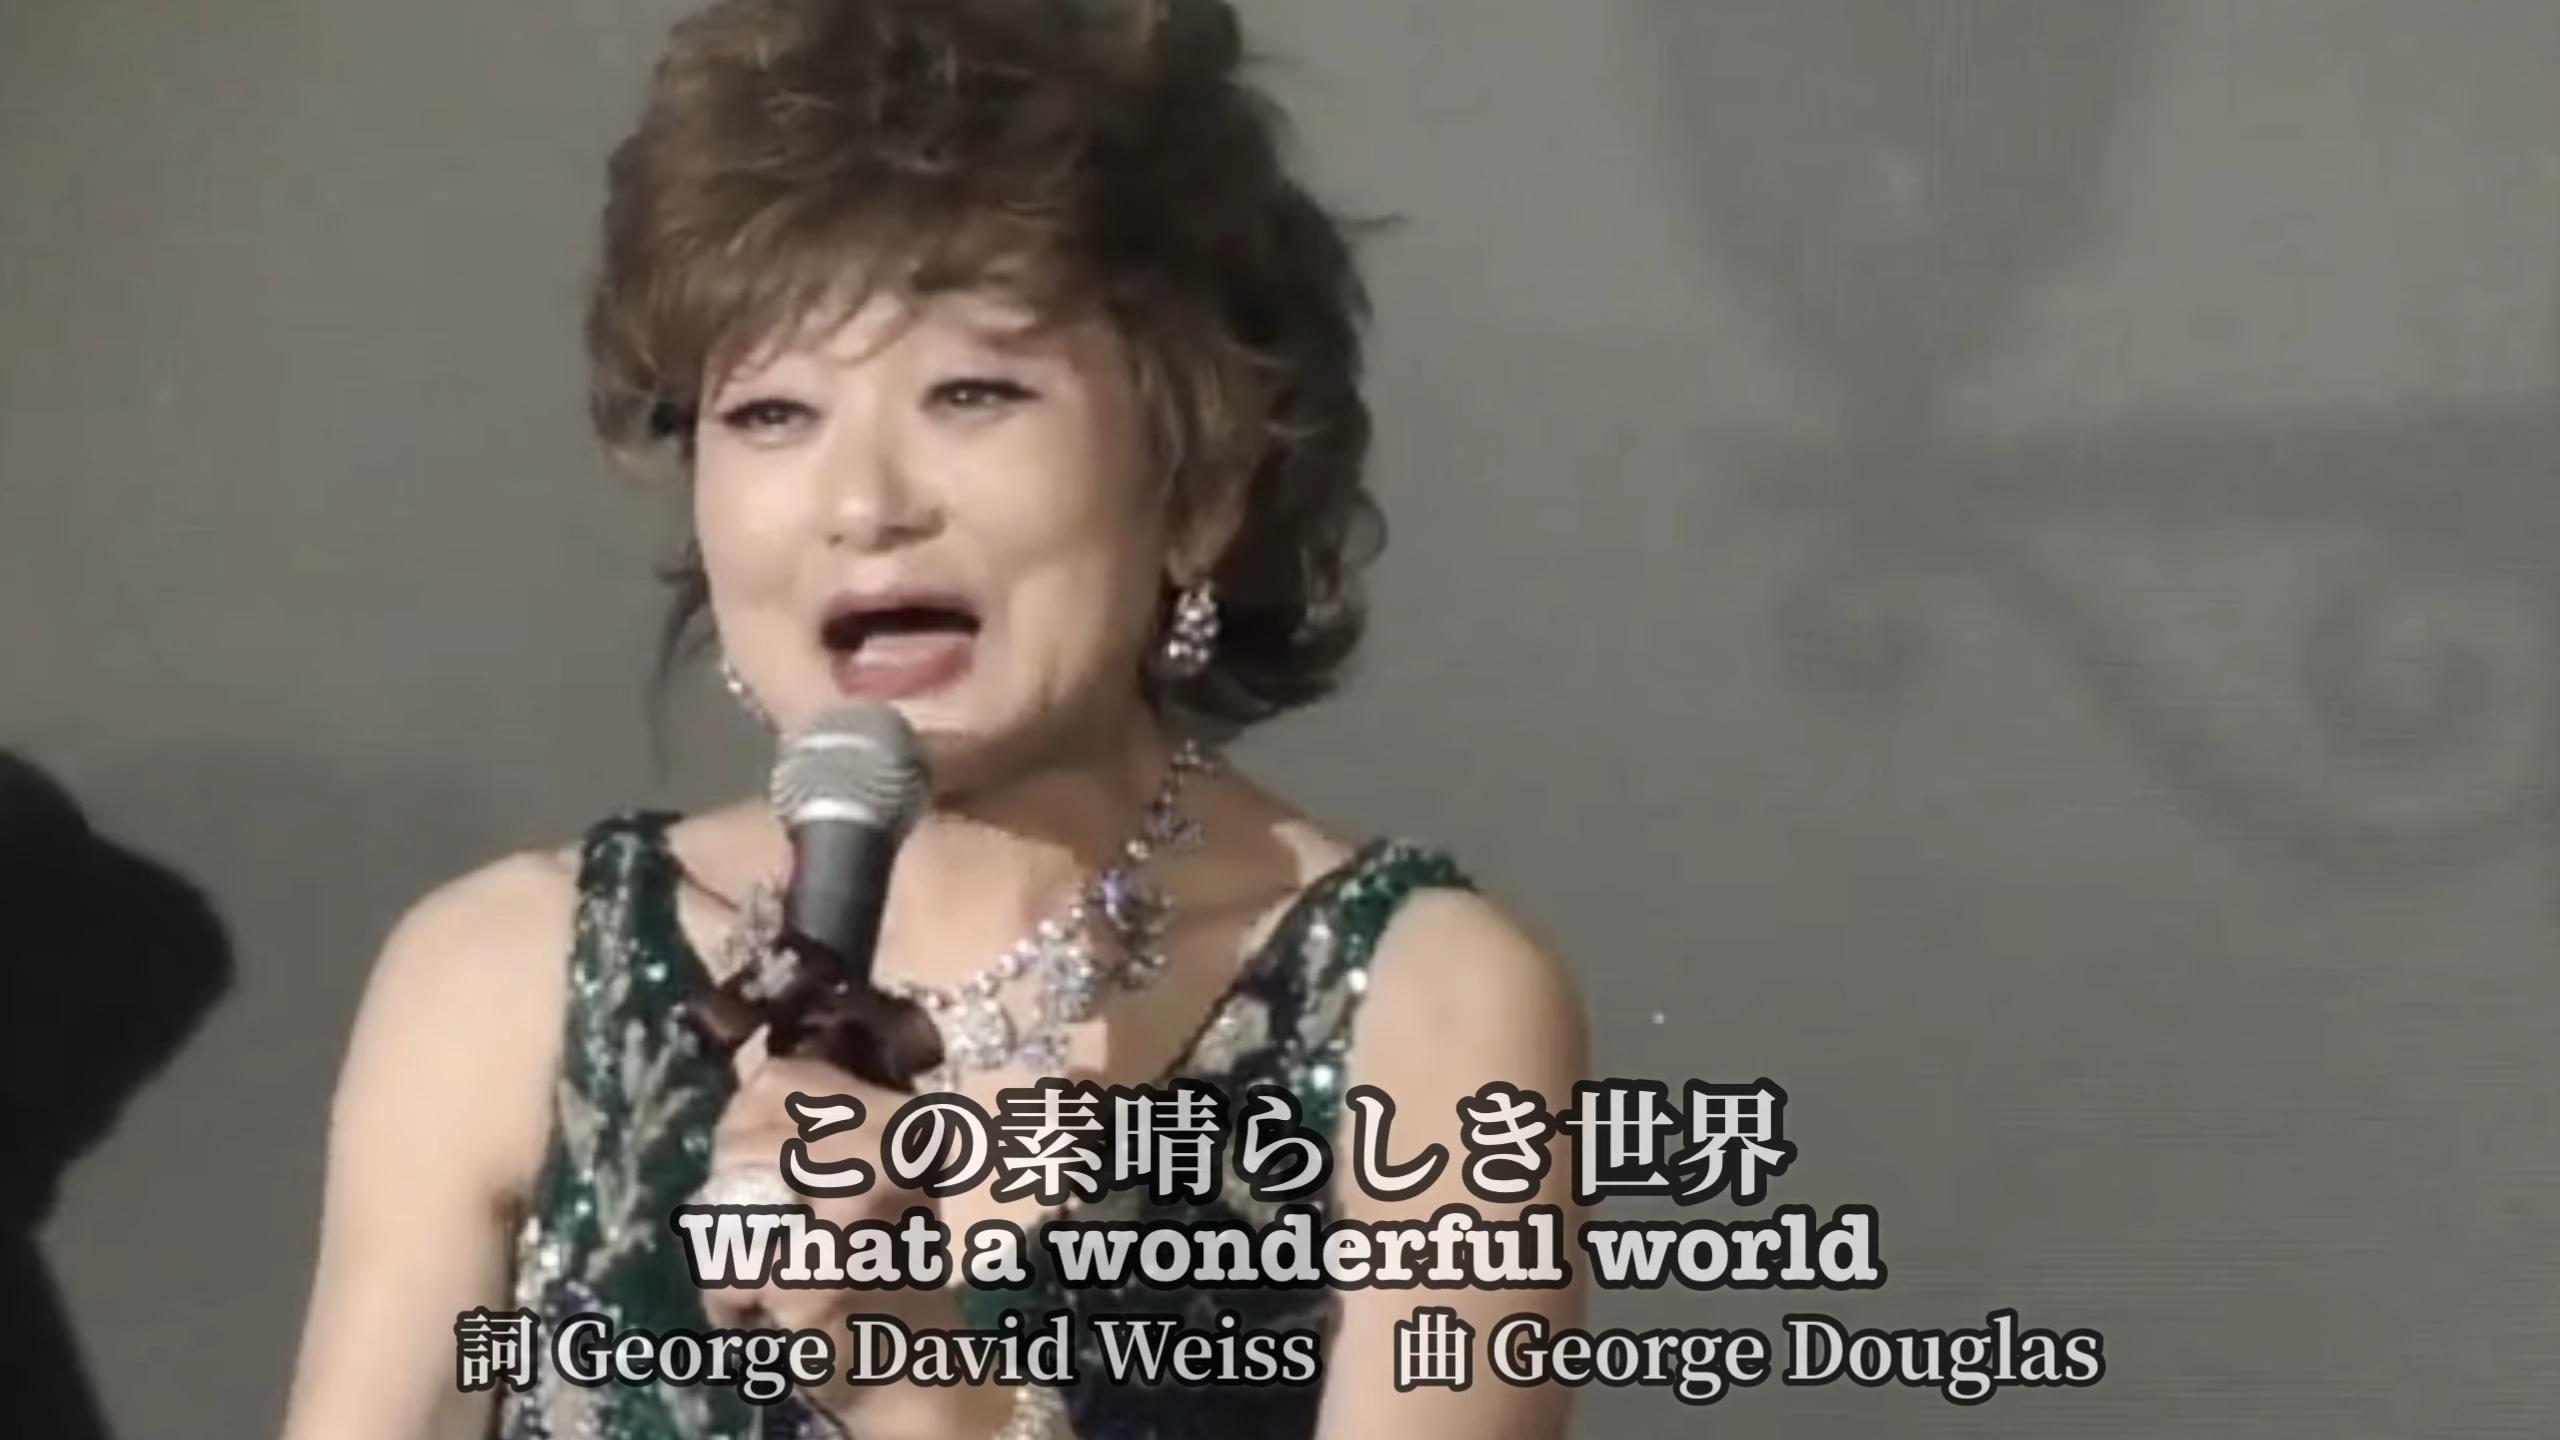 この素晴らしき世界
What a wonderful world
詞 George David Weiss 曲 George Douglas